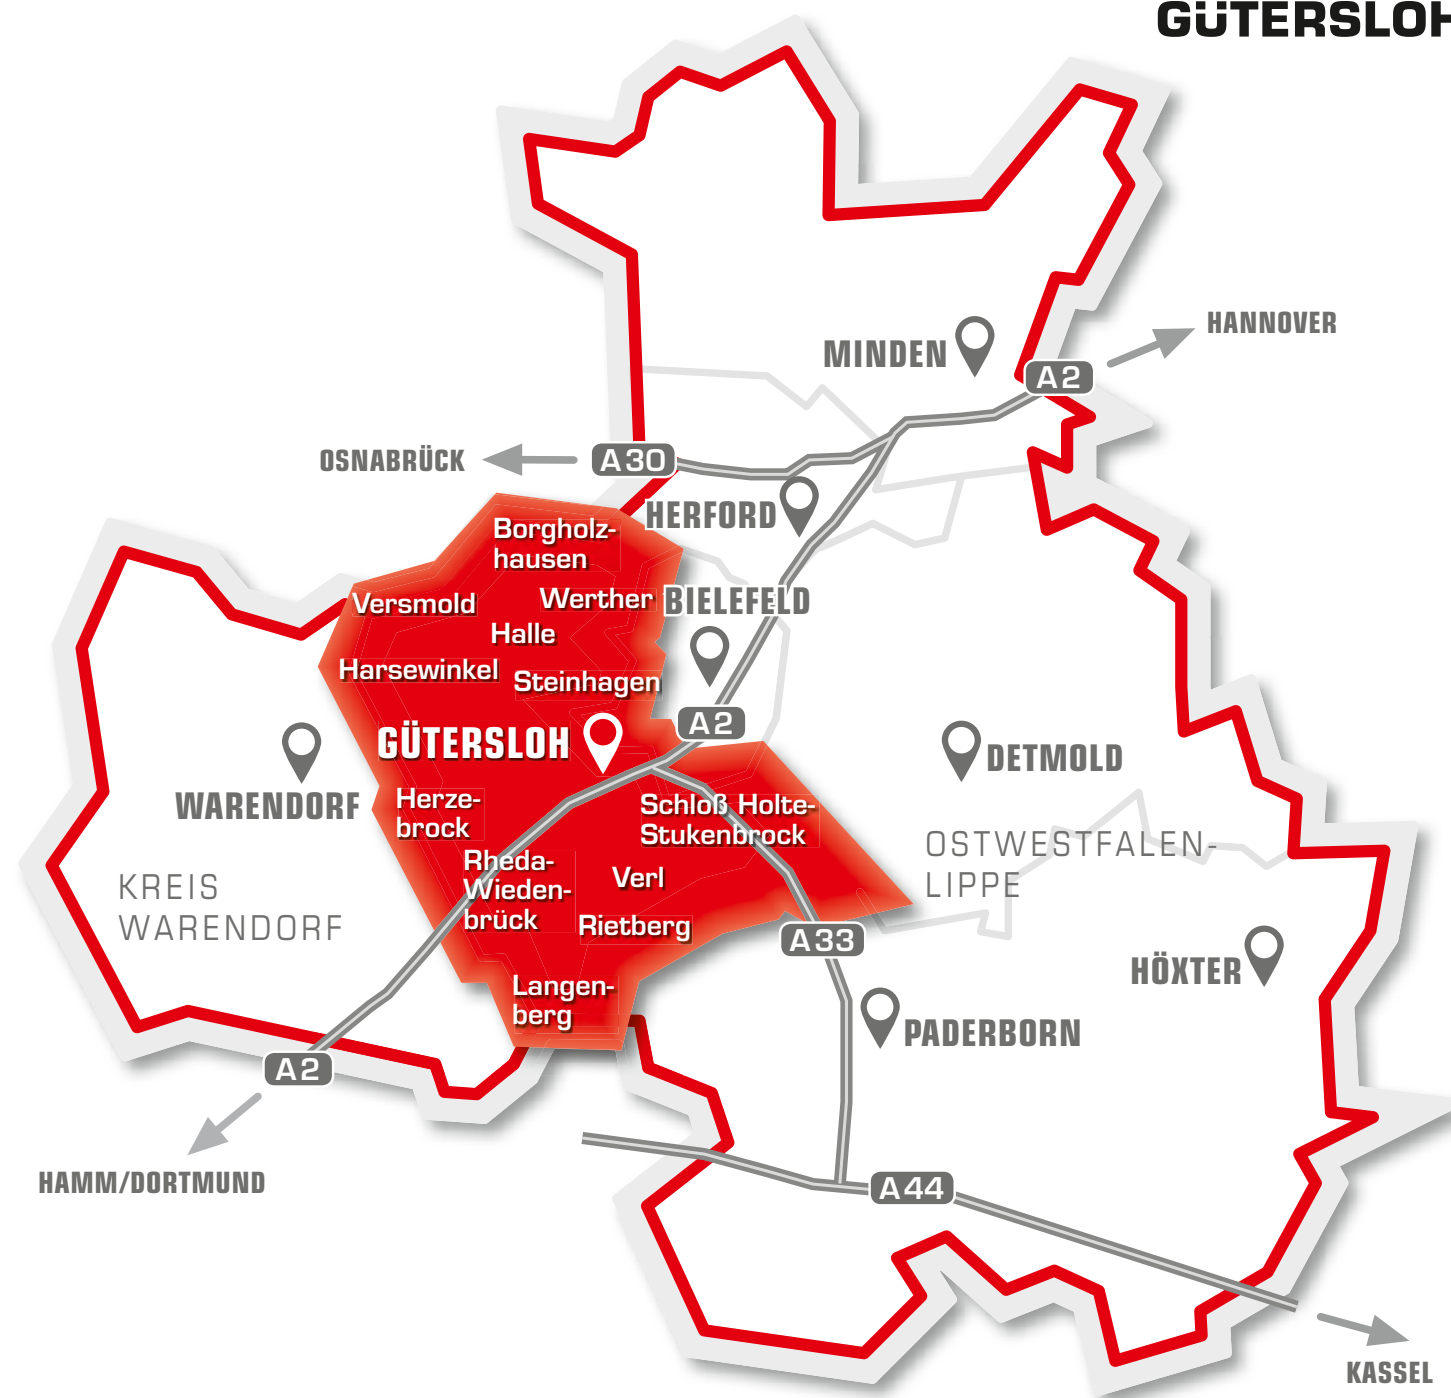 GÜTERSLOH
HANNOVER
MINDEN
A2
OSNABRÜCK
A30
HERFORD
Borgholz-
hausen
Versmold
Werther
BIELEFELD
Halle
Harsewinkel
Steinhagen
A2
GÜTERSLOH
DETMOLD
WARENDORF
Herze-
brock
Schloß Holte-
Stukenbrock
OSTWESTFALEN-
LIPPE
Rheda-
Wieden-
brück
Verl
KREIS
WARENDORF
Rietberg
A33
HÖXTER
Langen-
berg
PADERBORN
A2
HAMM/DORTMUND
A44
KASSEL